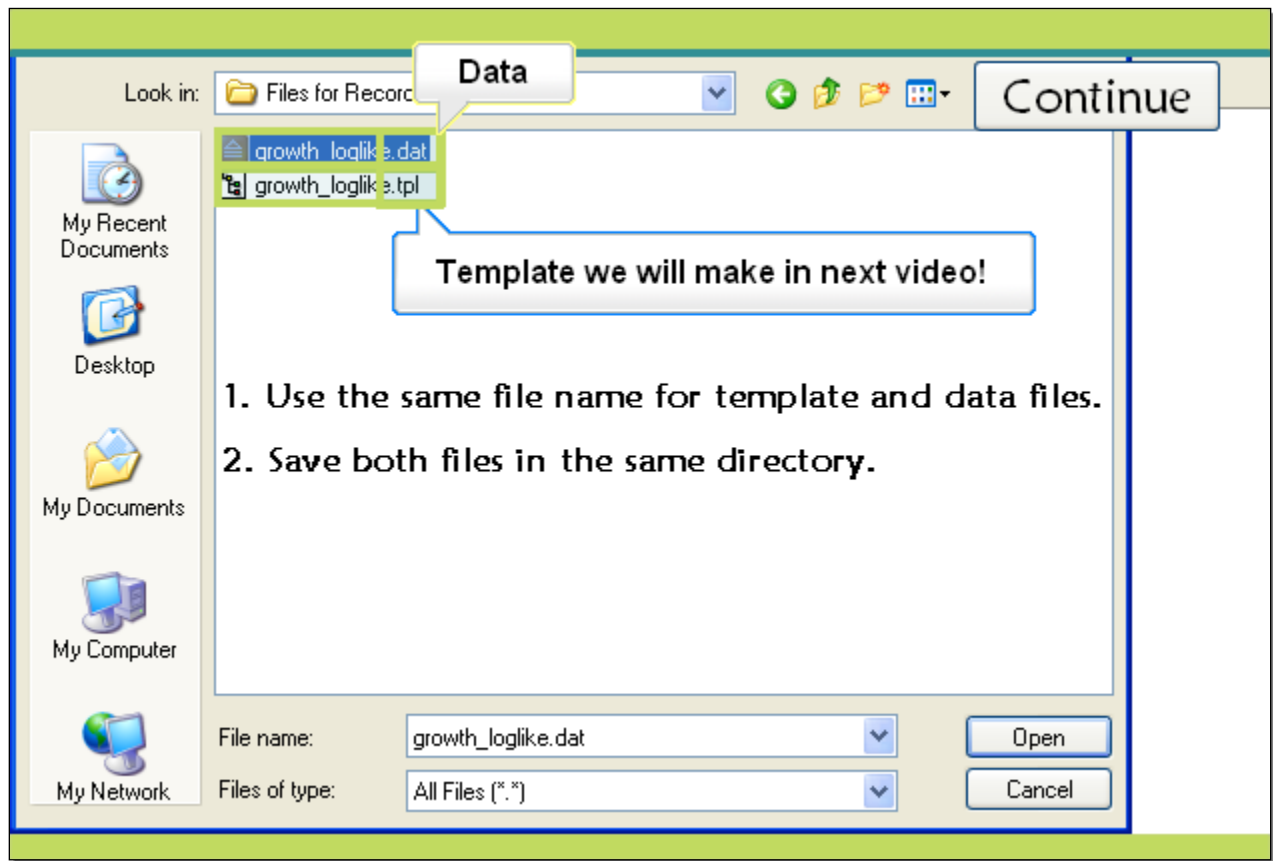 Data
Look in:
Files for Recor
Continue
growth_loglike.dat
growth_loglike.tpl
My Recent
Documents
Template we will make in next video!
Desktop
1. Use the same file name for template and data files.
2. Save both files in the same directory.
My Documents
My Computer
File name:
growth_loglike.dat
Open
My Network
Files of type:
All Files (*.*)
Cancel